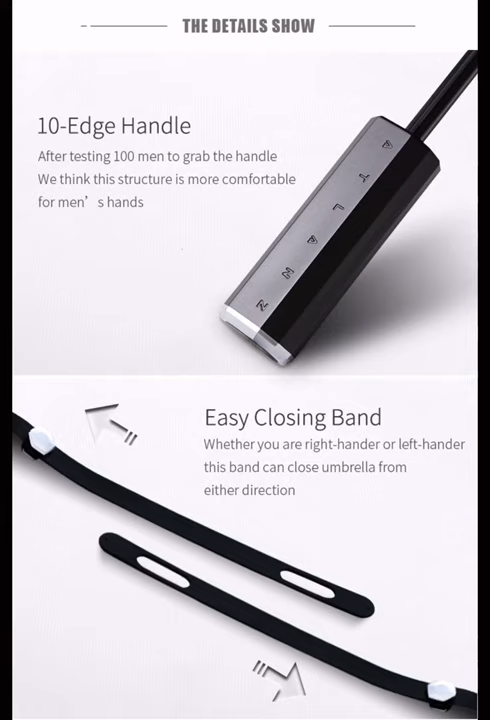 THE DETAILS SHOW
10-Edge Handle
After testing 100 men to grab the handle
We think this structure is more comfortable
for men’s hands
Easy Closing Band
Whether you are right-hander or left-hander
this band can close umbrella from
either direction